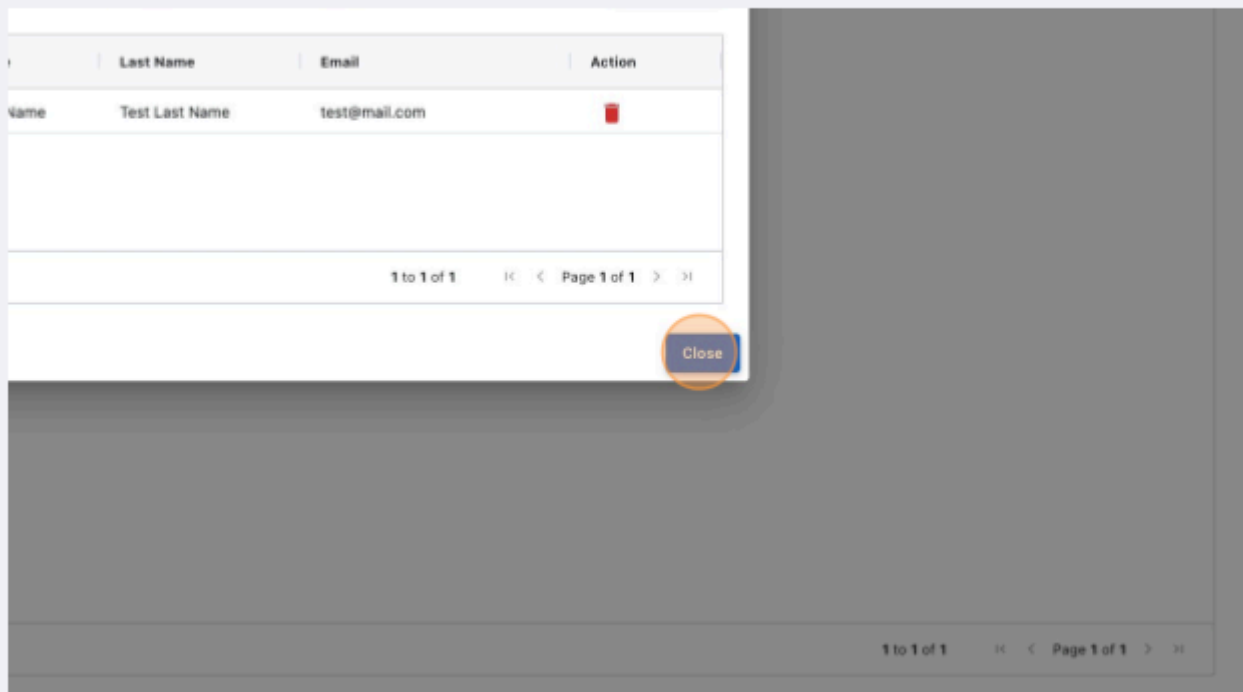 Last Name Email Action
Name Test Last Name test@mail.com
1 to 1 of 1 Page 1 of 1
Close
1 to 1 of 1 Page 1 of 1